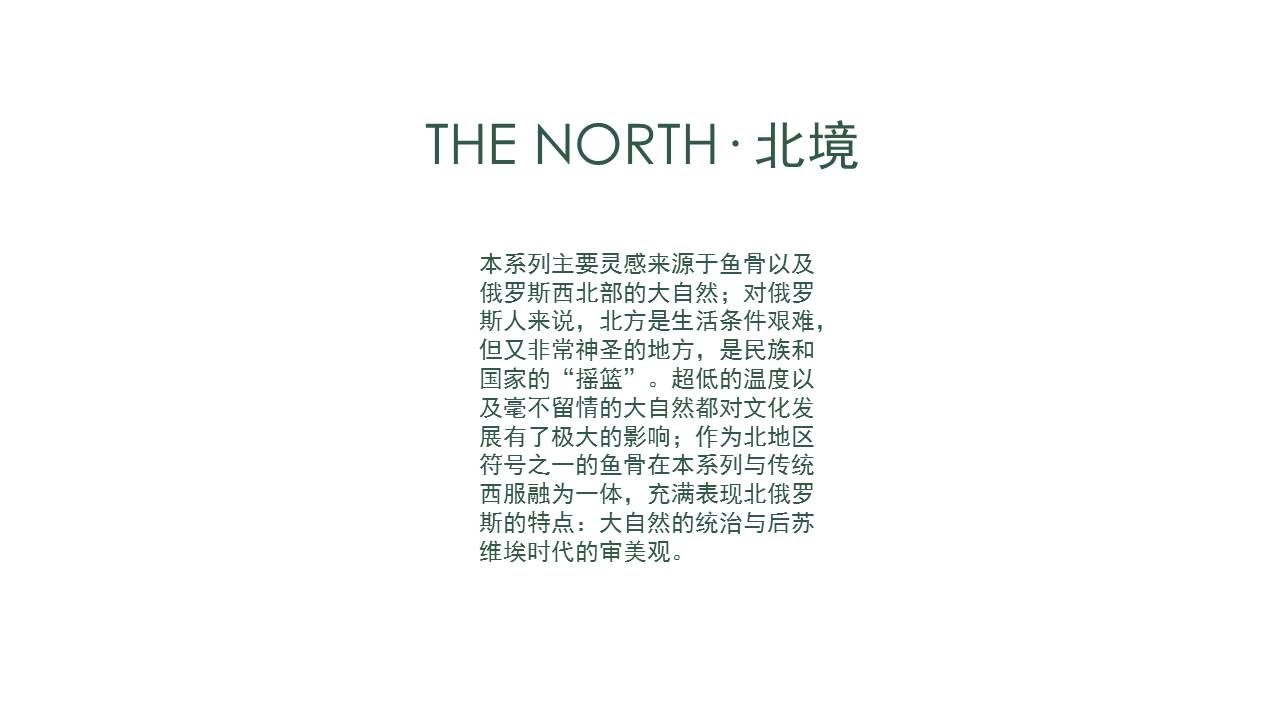 THE NORTH·北境
本系列主要灵感来源于鱼骨以及
俄罗斯西北部的大自然；对俄罗
斯人来说，北方是生活条件艰难，
但又非常神圣的地方，是民族和
国家的“摇篮”。超低的温度以
及毫不留情的大自然都对文化发
展有了极大的影响；作为北地区
符号之一的鱼骨在本系列与传统
西服融为一体，充满表现北俄罗
斯的特点：大自然的统治与后苏
维埃时代的审美观。